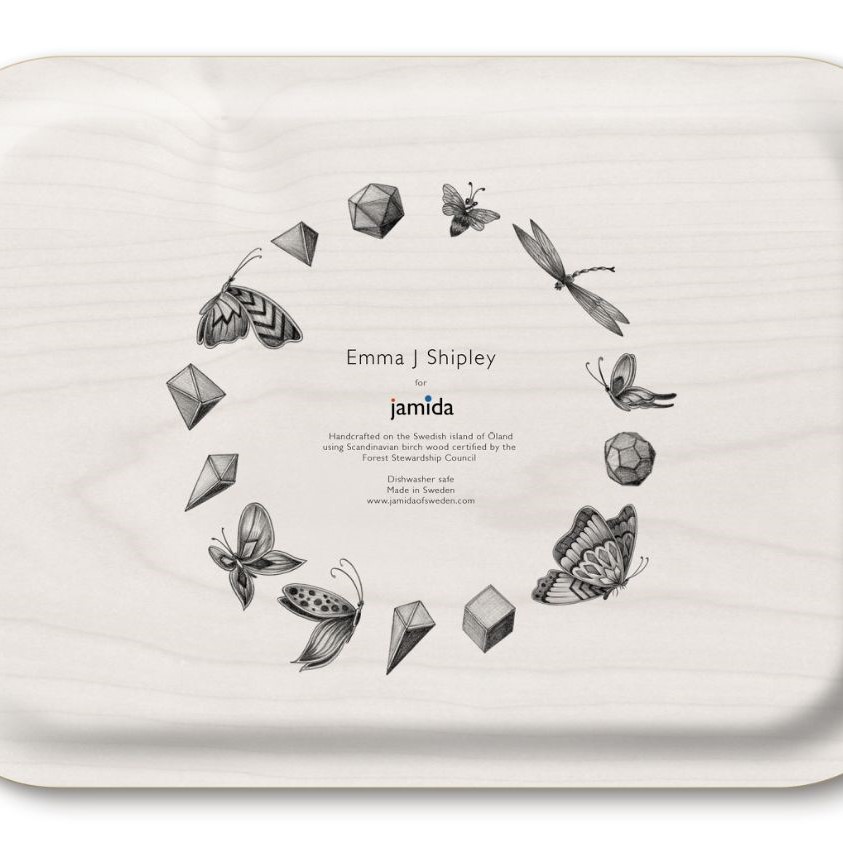 Emma J Shipley
for
jamida
Handcrafted on the Swedish island of Öland
using Scandinavian birch wood certified by the
Forest Stewardship Council
Dishwasher safe
Made in Sweden
www.jamidaofsweden.com